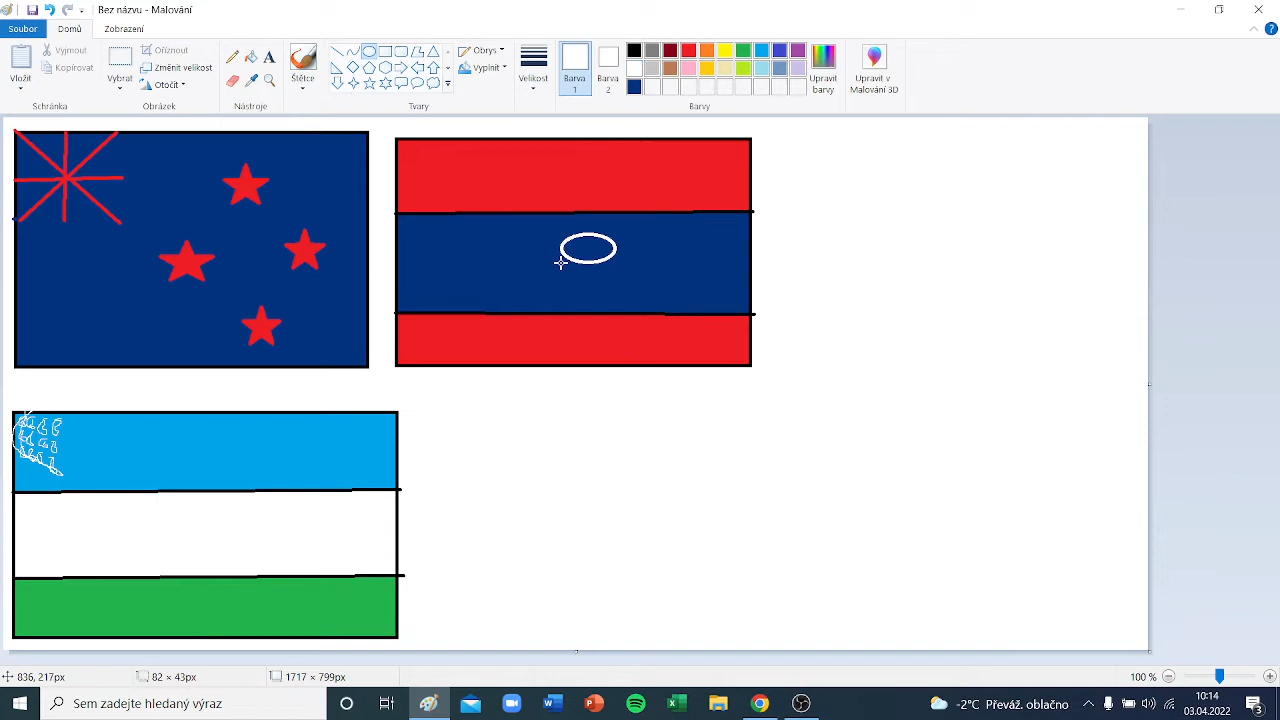 Bez názvu - Malování
Soubor Domů Zobrazení
Vložit
Vyjmout
Kopírovat
Schránka
Vybrat
Oříznout
Změnit velikost
Otočit
Obrázek
Štětce
Nástroje
Obrys
Vyplnit
Tvary
Velikost
Barva
1
Barva
2
Upravit
barvy
Barvy
Upravit v
Malování 3D
836, 217px
82 × 43px
1717 × 799px
100 %
Sem zadejte hledaný výraz
-2°C Převáž. oblačno
10:14
03.04.2022
3